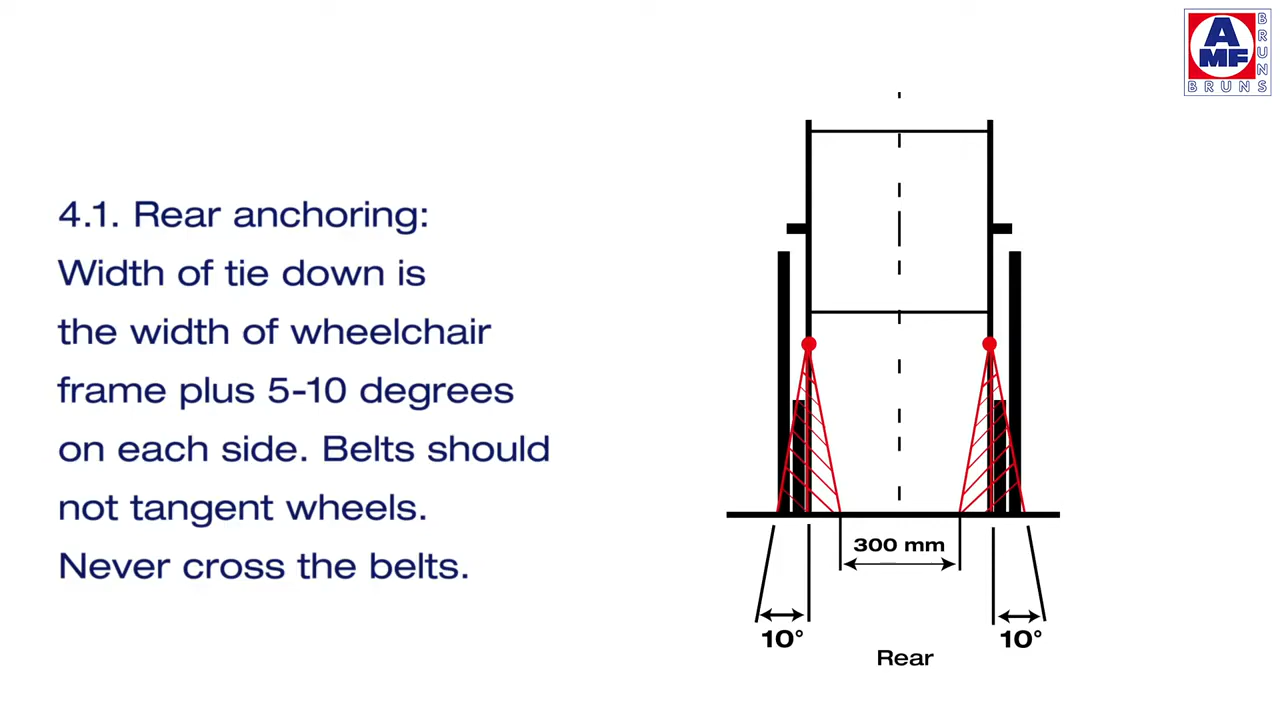 A
MF
BRUNS
BRUNS
4.1. Rear anchoring:
Width of tie down is
the width of wheelchair
frame plus 5-10 degrees
on each side. Belts should
not tangent wheels.
Never cross the belts.
300 mm
10°
10°
Rear